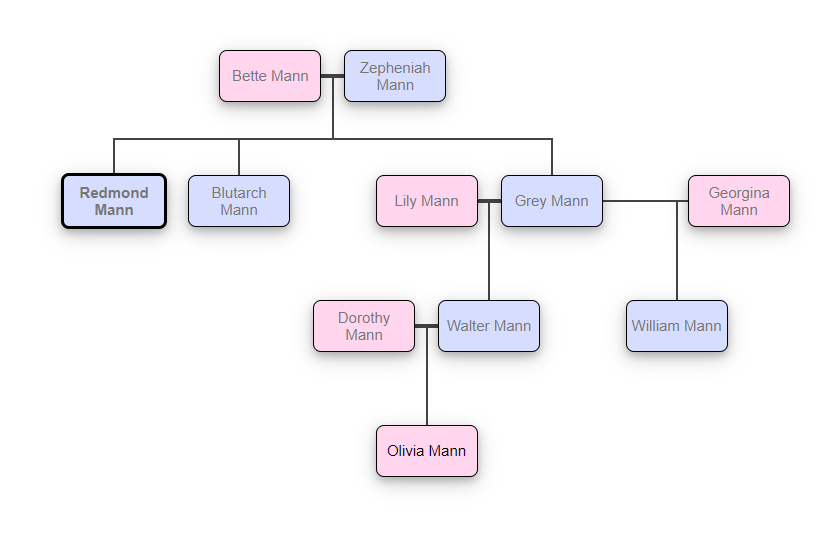 Bette Mann
Zepheniah
Mann
Redmond
Mann
Blutarch
Mann
Lily Mann
Grey Mann
Georgina
Mann
Dorothy
Mann
Walter Mann
William Mann
Olivia Mann